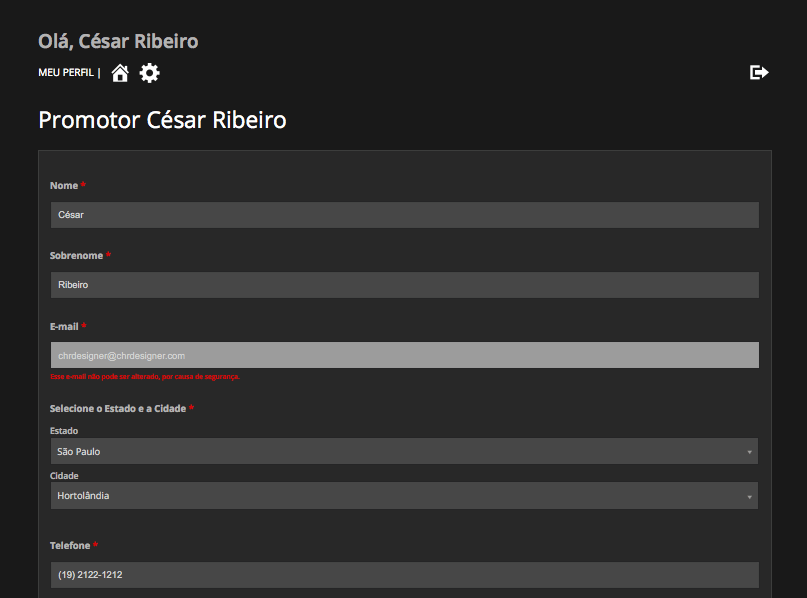 Olá, César Ribeiro
MEU PERFIL |
Promotor César Ribeiro
Nome *
César
Sobrenome *
Ribeiro
E-mail *
chrdesigner@chrdesigner.com
Esse e-mail não pode ser alterado, por causa de segurança.
Selecione o Estado e a Cidade *
Estado
São Paulo
Cidade
Hortolândia
Telefone *
(19) 2122-1212